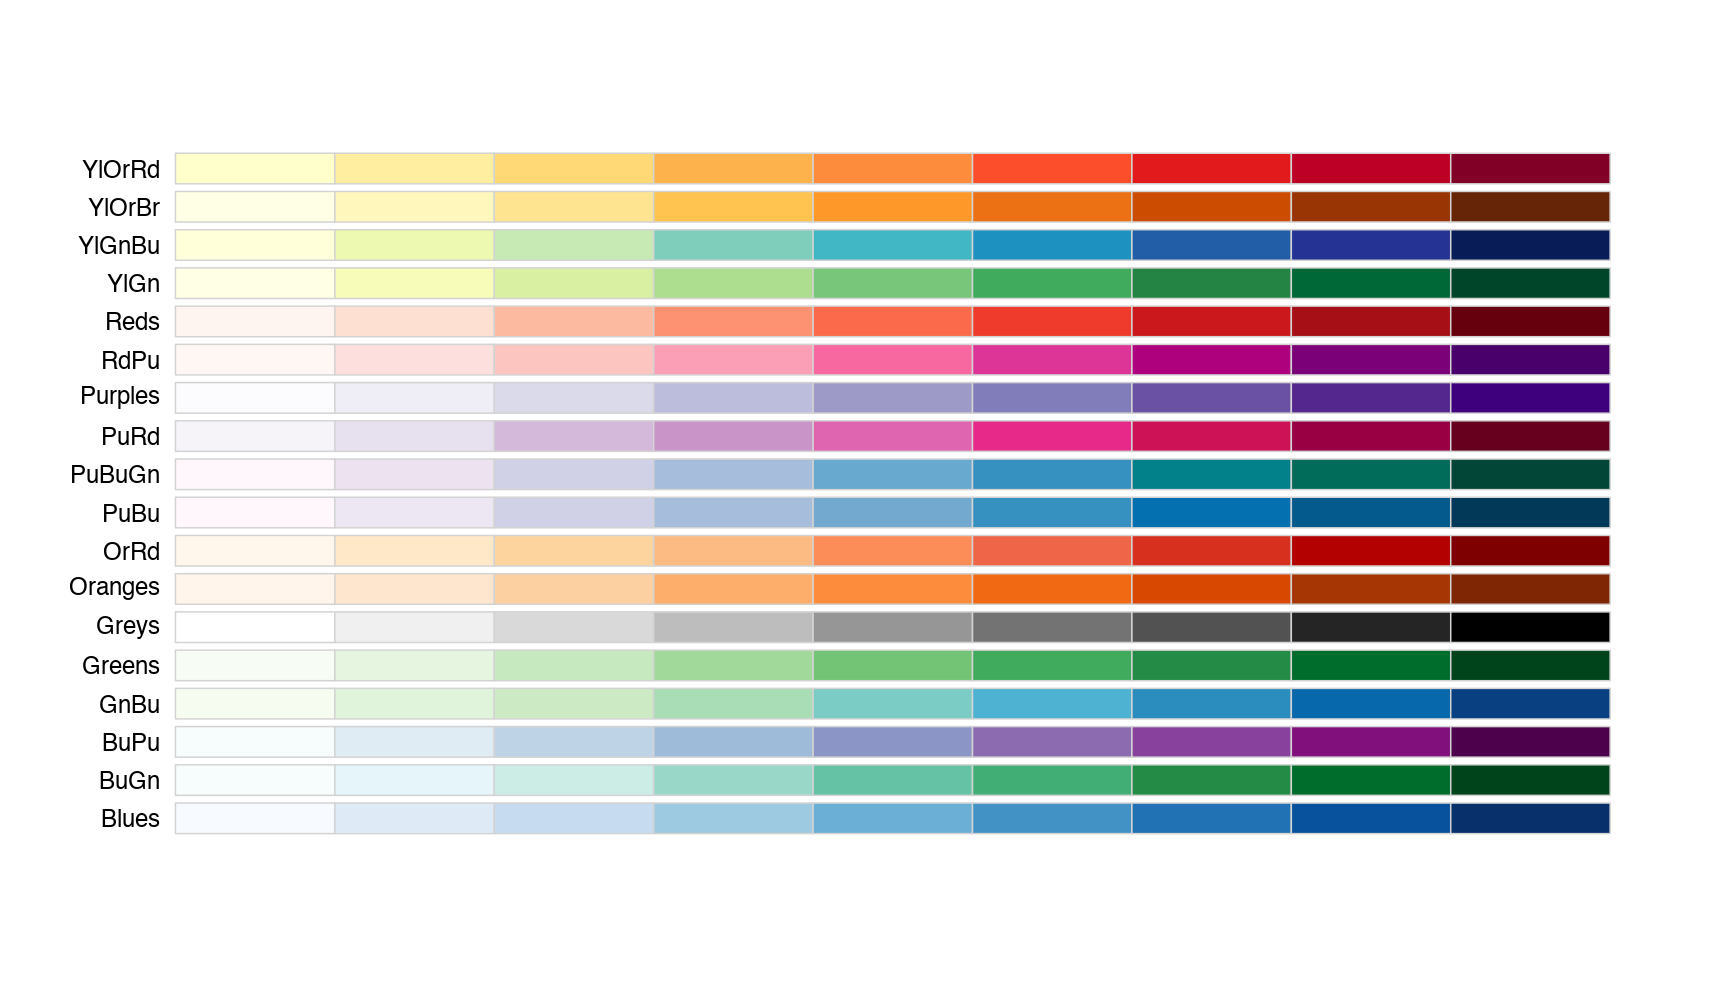 YlOrRd
YlOrBr
YlGnBu
YlGn
Reds
RdPu
Purples
PuRd
PuBuGn
PuBu
OrRd
Oranges
Greys
Greens
GnBu
BuPu
BuGn
Blues